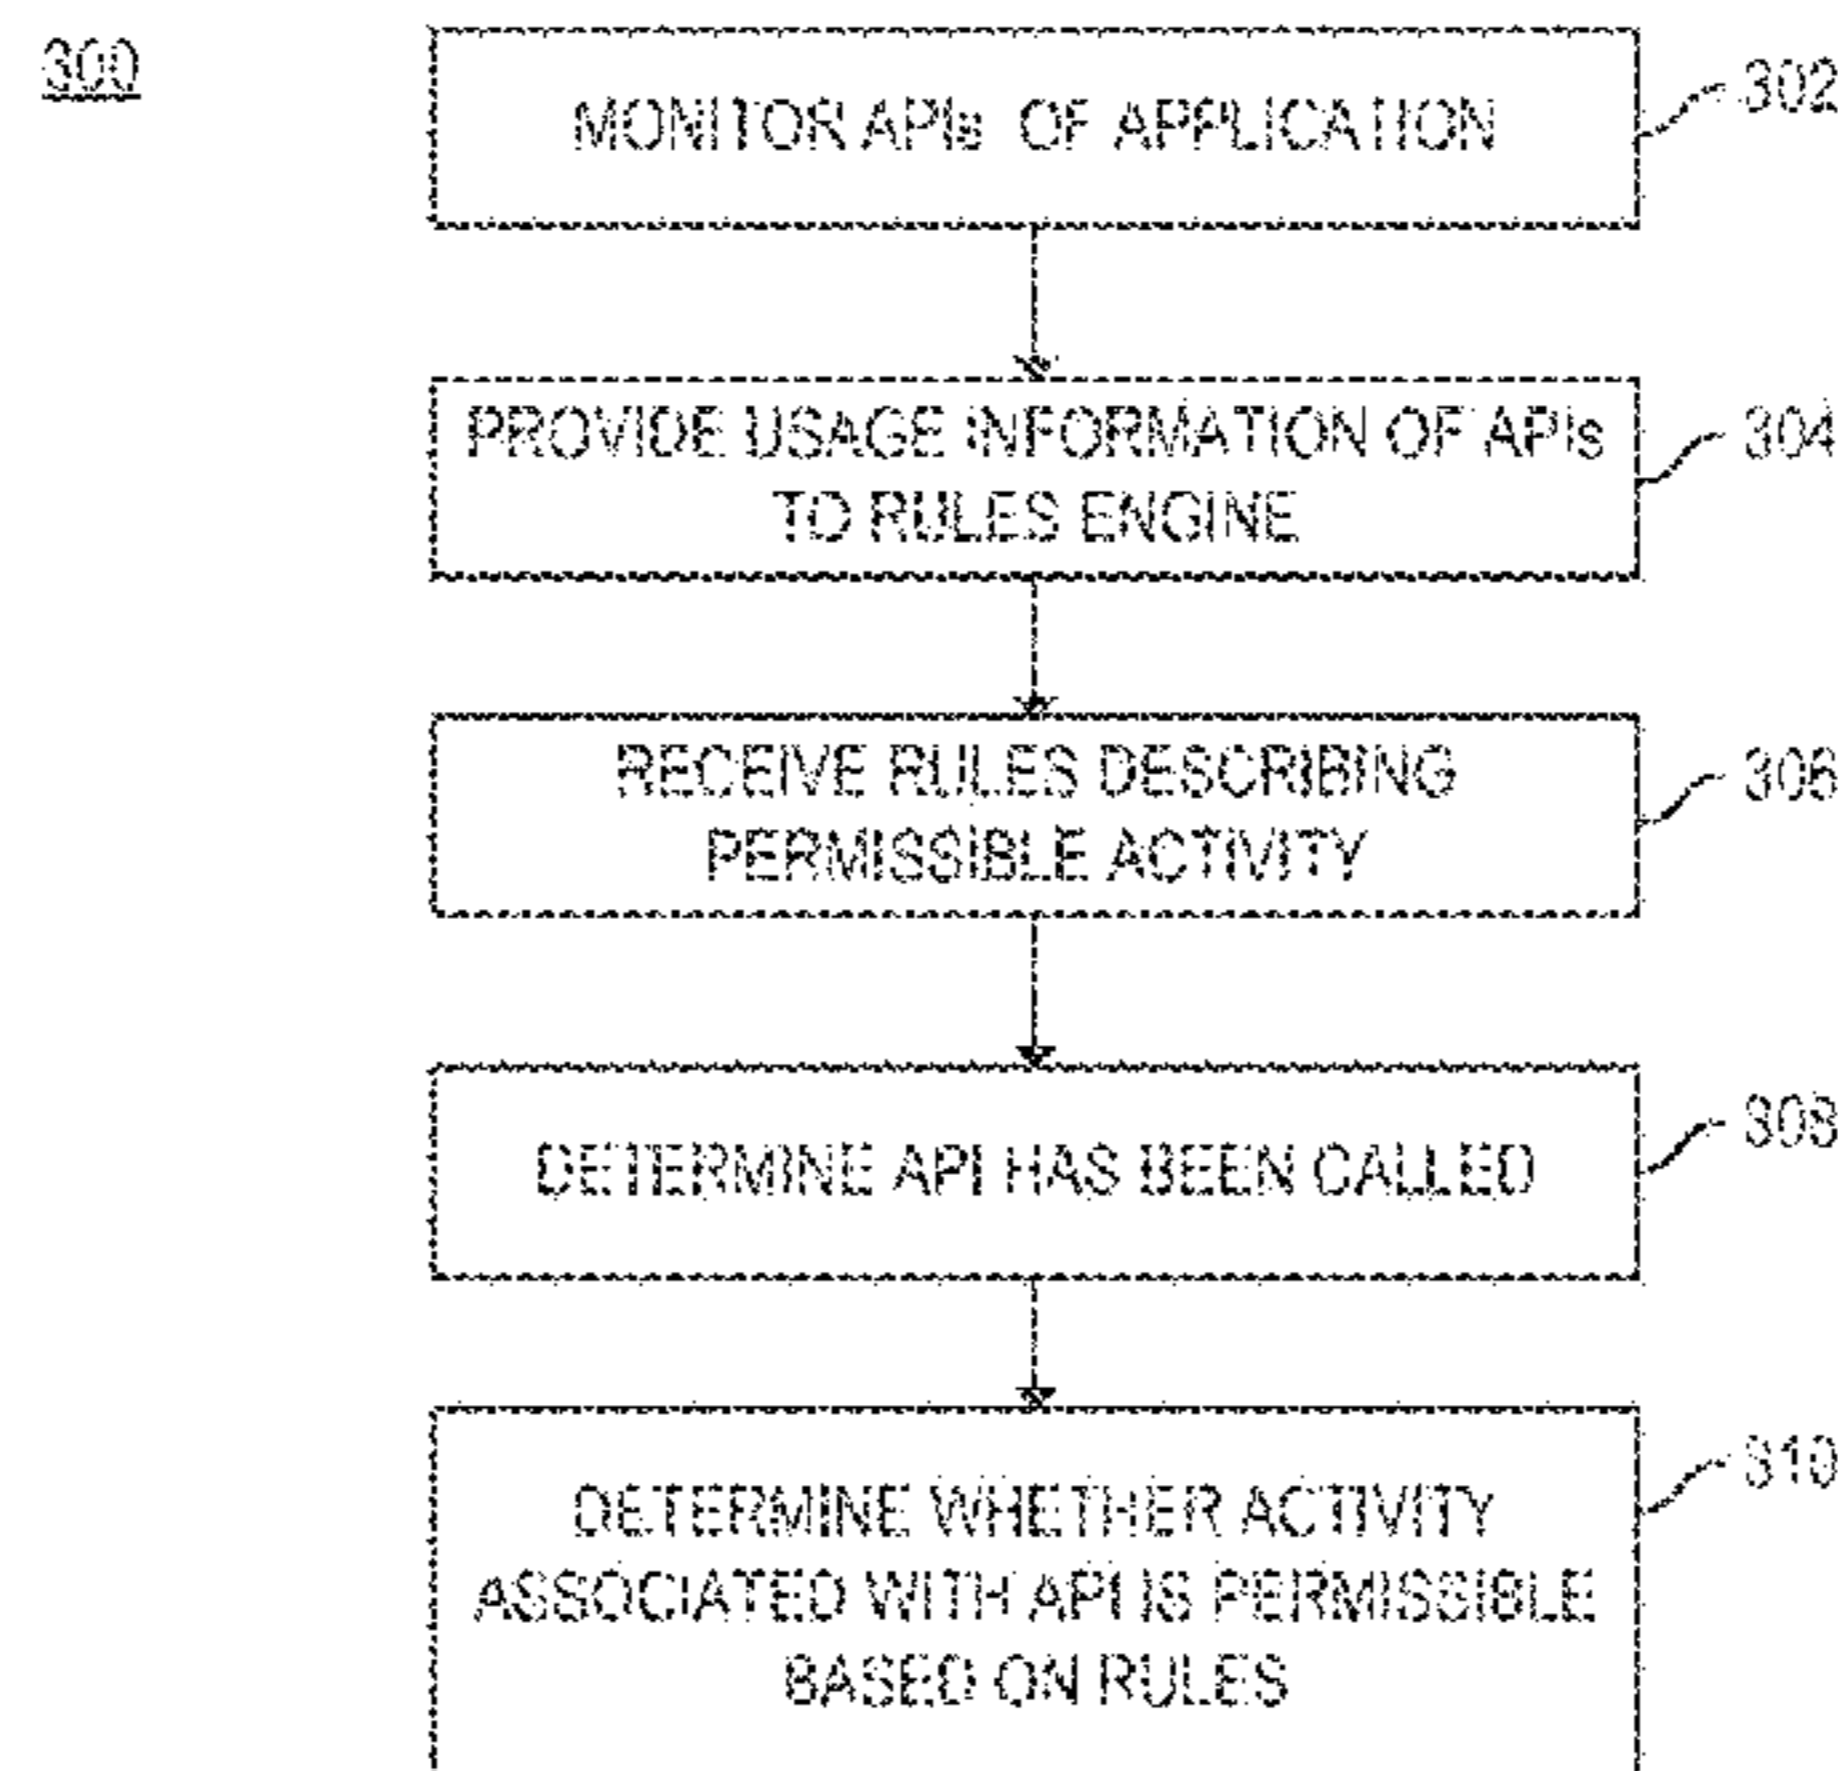 300
MONITOR APIs OF APPLICATION
302
PROVIDE USAGE INFORMATION OF APIs
TO RULES ENGINE
304
RECEIVE RULES DESCRIBING
PERMISSIBLE ACTIVITY
306
DETERMINE API HAS BEEN CALLED
308
DETERMINE WHETHER ACTIVITY
ASSOCIATED WITH API IS PERMISSIBLE
BASED ON RULES
310